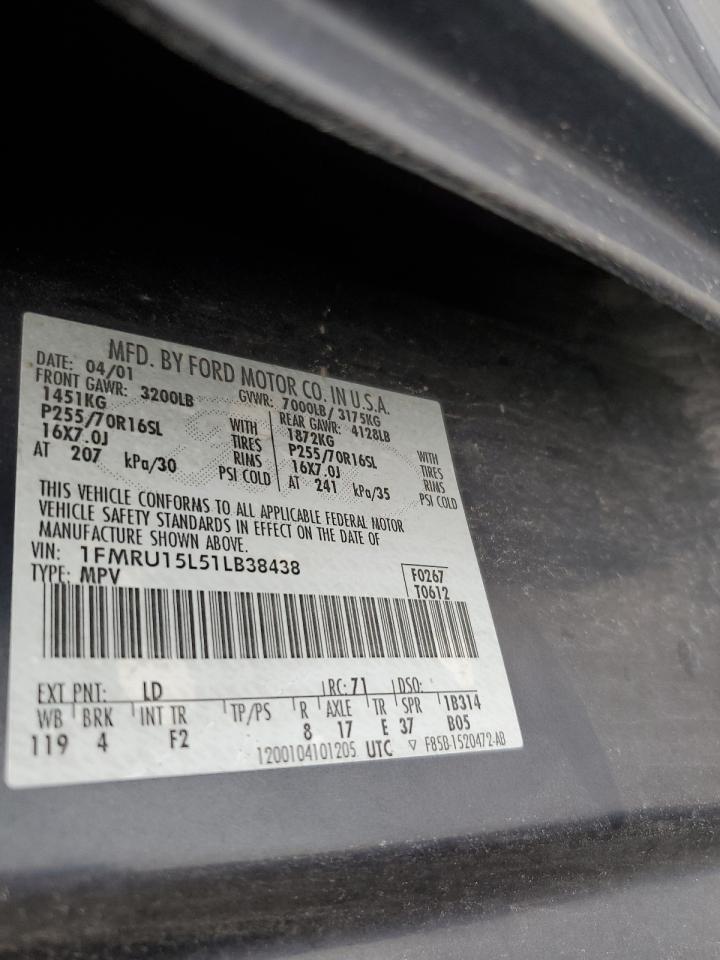 MFD. BY FORD MOTOR CO. IN U.S.A.
DATE: 04/01 GVWR: 7000LB/ 3175KG
FRONT GAWR: 3200LB REAR GAWR: 4128LB
1451KG WITH 1872KG WITH
P255/70R16SL TIRES P255/70R16SL TIRES
16X7.0J RIMS 16X7.0J RIMS
AT 207 kPa/30 PSI COLD AT 241 kPa/35 PSI COLD
THIS VEHICLE CONFORMS TO ALL APPLICABLE FEDERAL MOTOR
VEHICLE SAFETY STANDARDS IN EFFECT ON THE DATE OF
MANUFACTURE SHOWN ABOVE.
VIN: 1FMRU15L51LB38438
TYPE: MPV F0267
T0612
EXT PNT: LD RC: 71 DSO:
WB BRK INT TR TP/PS R AXLE TR SPR 1B314
119 4 F2 8 17 E 37 B05
1200104101205 UTC ▽ F85B-1520472-AB